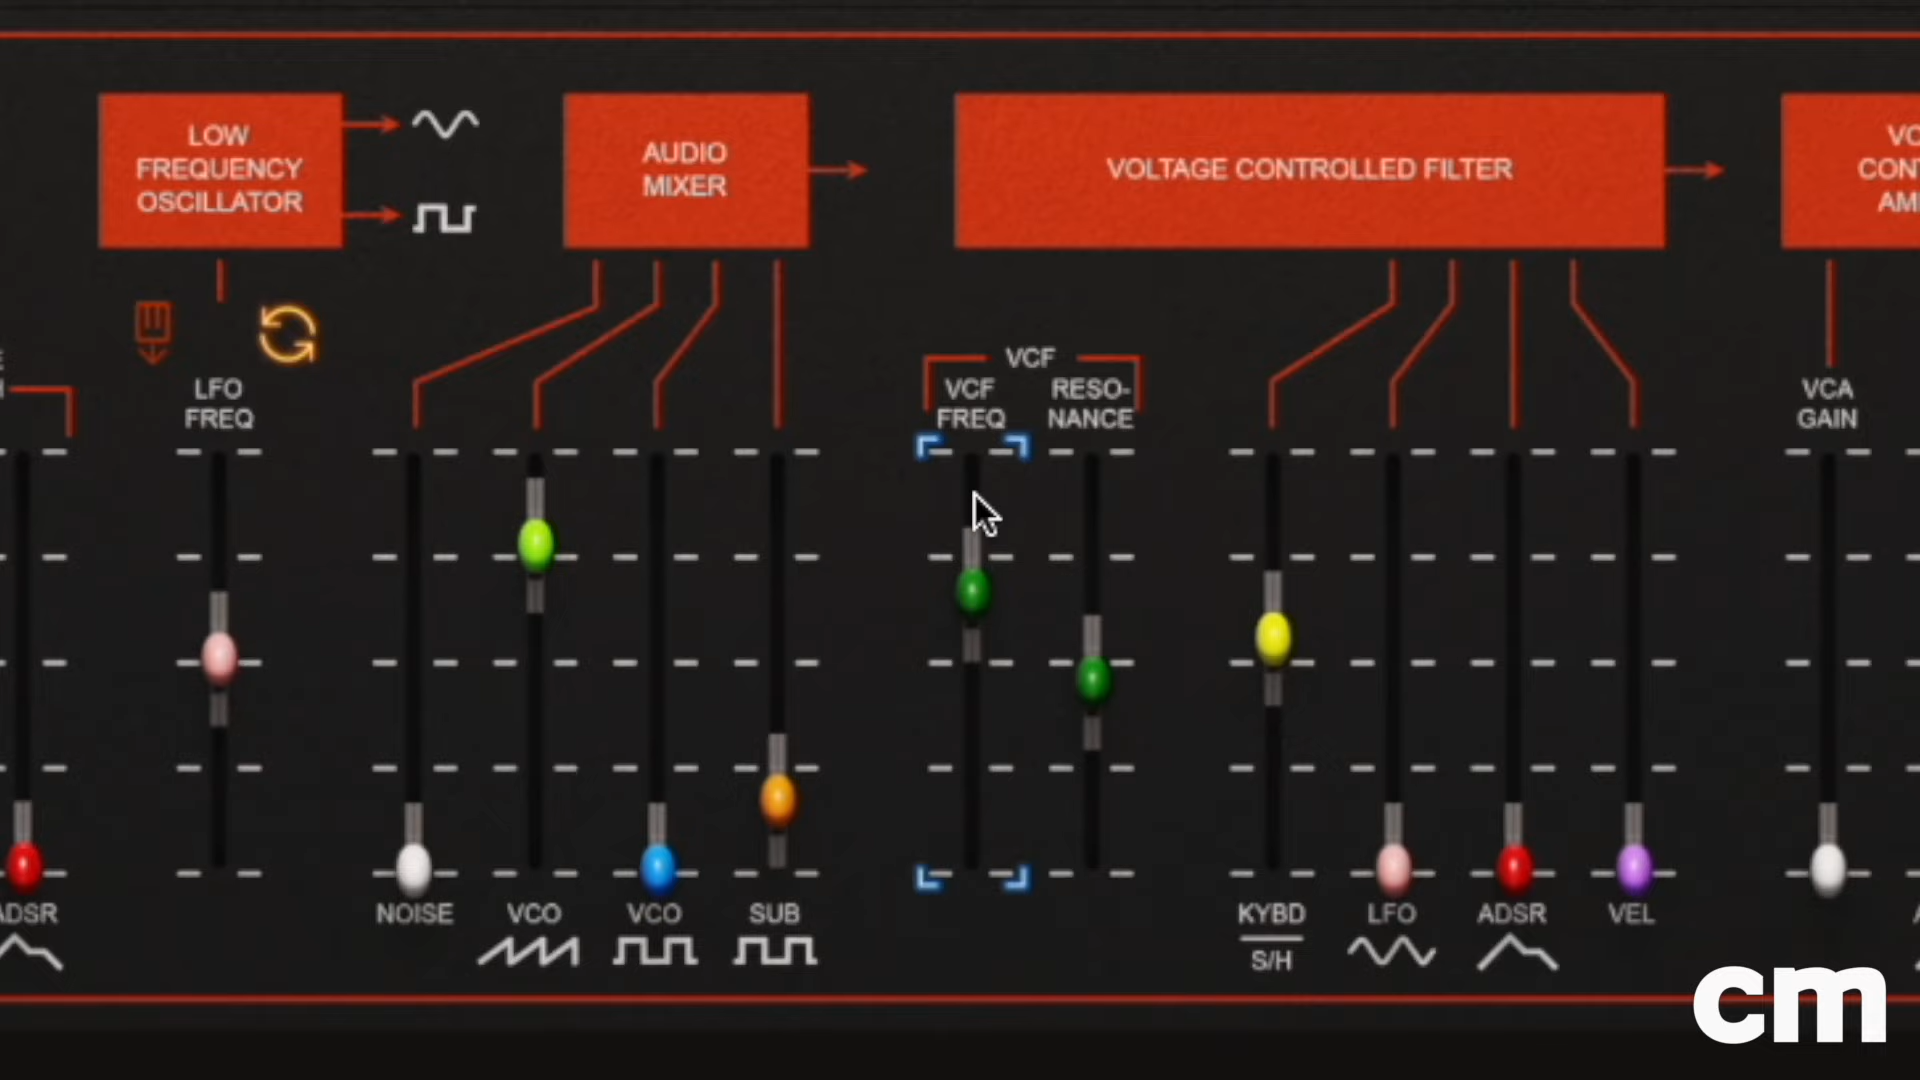 LOW
FREQUENCY
OSCILLATOR
AUDIO
MIXER
VOLTAGE CONTROLLED FILTER
LFO
FREQ
VCF
VCF
FREQ
RESO-
NANCE
VCA
GAIN
ADSR
NOISE
VCO
VCO
SUB
KYBD
S/H
LFO
ADSR
VEL
cm